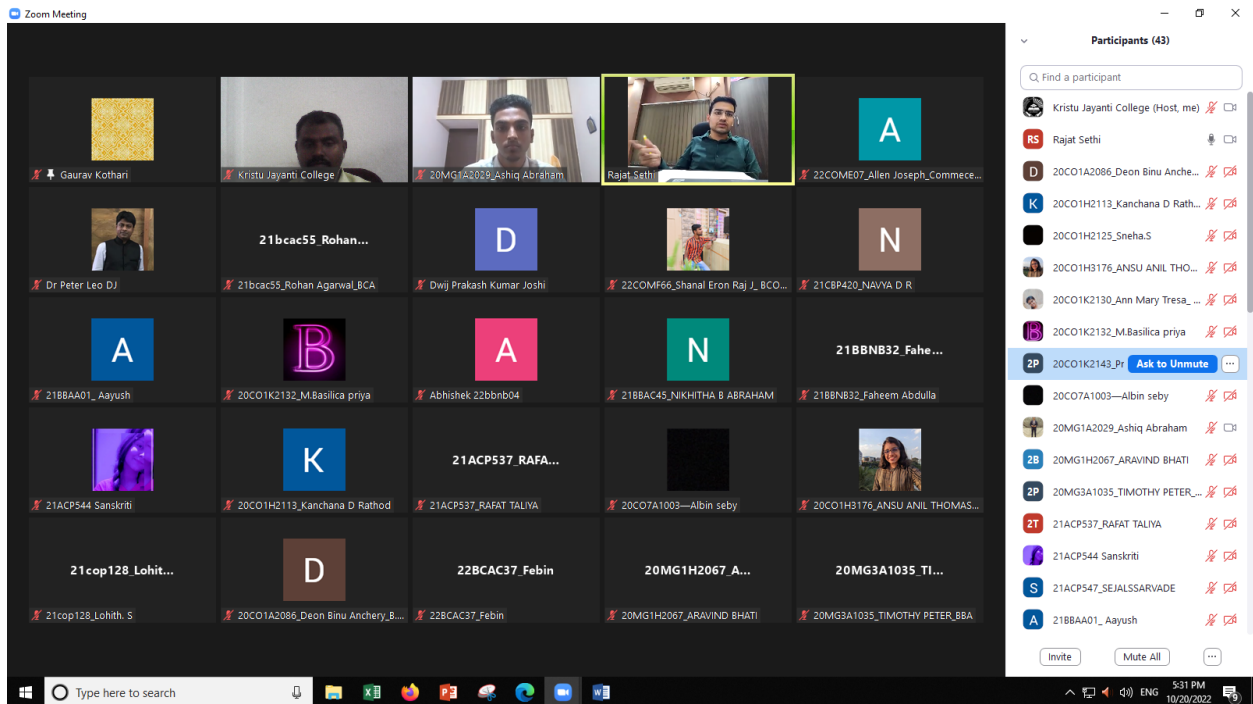 Zoom Meeting
Participants (43)
Find a participant
Gaurav Kothari
Kristu Jayanti College
20MG1A2029_Ashiq Abraham
Rajat Sethi
A
22COME07_Allen Joseph_Commece...
Dr Peter Leo DJ
21bcac55_Rohan...
21bcac55_Rohan Agarwal_BCA
D
Dwij Prakash Kumar Joshi
22COMF66_Shanal Eron Raj J_ BCO...
N
21CBP420_NAVYA D R
A
21BBAA01_ Aayush
B
20CO1K2132_M.Basilica priya
A
Abhishek 22bbnb04
N
21BBAC45_NIKHITHA B ABRAHAM
21BBNB32_Fahe...
21BBNB32_Faheem Abdulla
21ACP544 Sanskriti
K
20CO1H2113_Kanchana D Rathod
21ACP537_RAFA...
21ACP537_RAFAT TALIYA
20CO7A1003—Albin seby
20CO1H3176_ANSU ANIL THOMAS...
21cop128_Lohit...
21cop128_Lohith. S
D
20CO1A2086_Deon Binu Anchery_B...
22BCAC37_Febin
22BCAC37_Febin
20MG1H2067_A...
20MG1H2067_ARAVIND BHATI
20MG3A1035_TI...
20MG3A1035_TIMOTHY PETER_BBA
Kristu Jayanti College (Host, me)
RS Rajat Sethi
D 20CO1A2086_Deon Binu Anche...
K 20CO1H2113_Kanchana D Rath...
20CO1H2125_Sneha.S
20CO1H3176_ANSU ANIL THO...
20CO1K2130_Ann Mary Tresa_ ...
B 20CO1K2132_M.Basilica priya
2P 20CO1K2143_Pr Ask to Unmute ...
20CO7A1003—Albin seby
20MG1A2029_Ashiq Abraham
2B 20MG1H2067_ARAVIND BHATI
2P 20MG3A1035_TIMOTHY PETER_...
2T 21ACP537_RAFAT TALIYA
21ACP544 Sanskriti
S 21ACP547_SEJALSSARVADE
A 21BBAA01_ Aayush
Invite Mute All ...
Type here to search
ENG
5:31 PM
10/20/2022
9